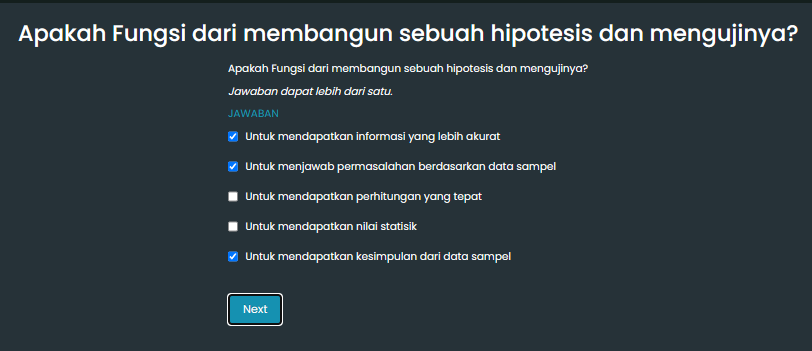 Apakah Fungsi dari membangun sebuah hipotesis dan mengujinya?
Apakah Fungsi dari membangun sebuah hipotesis dan mengujinya?
Jawaban dapat lebih dari satu.
JAWABAN
Untuk mendapatkan informasi yang lebih akurat
Untuk menjawab permasalahan berdasarkan data sampel
Untuk mendapatkan perhitungan yang tepat
Untuk mendapatkan nilai statisik
Untuk mendapatkan kesimpulan dari data sampel
Next